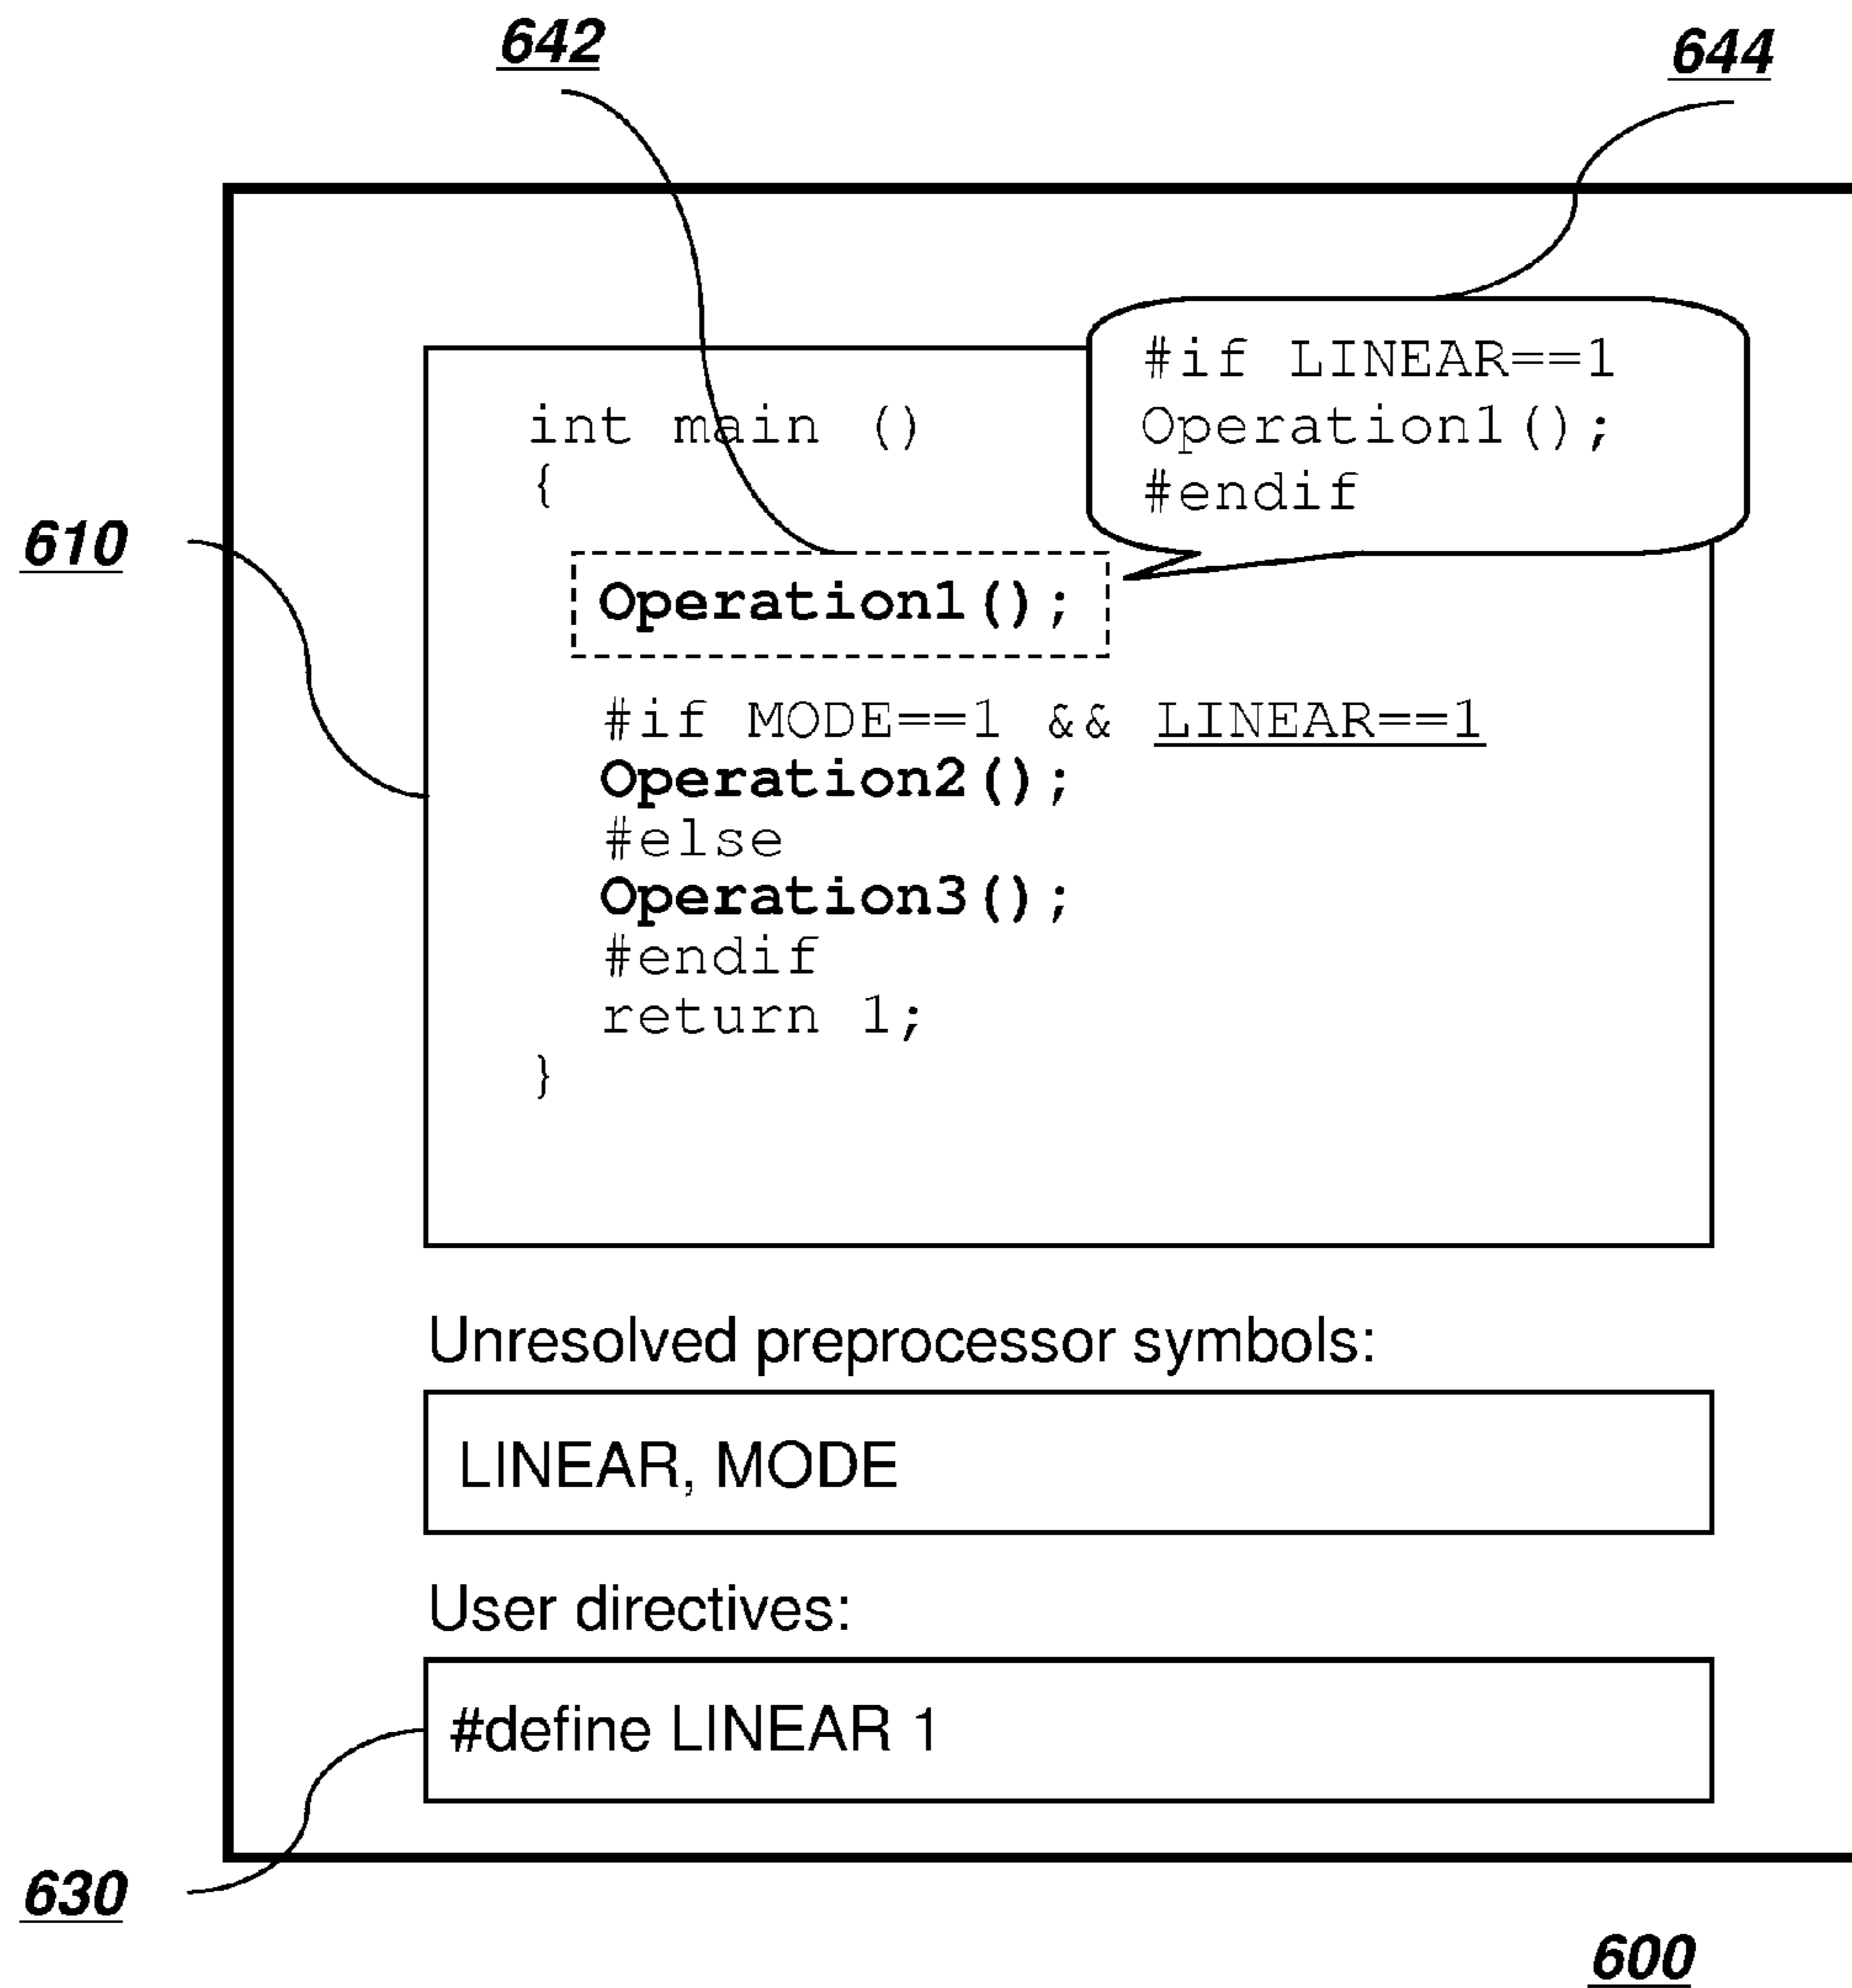 642
644
#if LINEAR==1
Operation1();
#endif
int main ()
{
610
Operation1();
#if MODE==1 && LINEAR==1
Operation2();
#else
Operation3();
#endif
return 1;
}
Unresolved preprocessor symbols:
LINEAR, MODE
User directives:
#define LINEAR 1
630
600